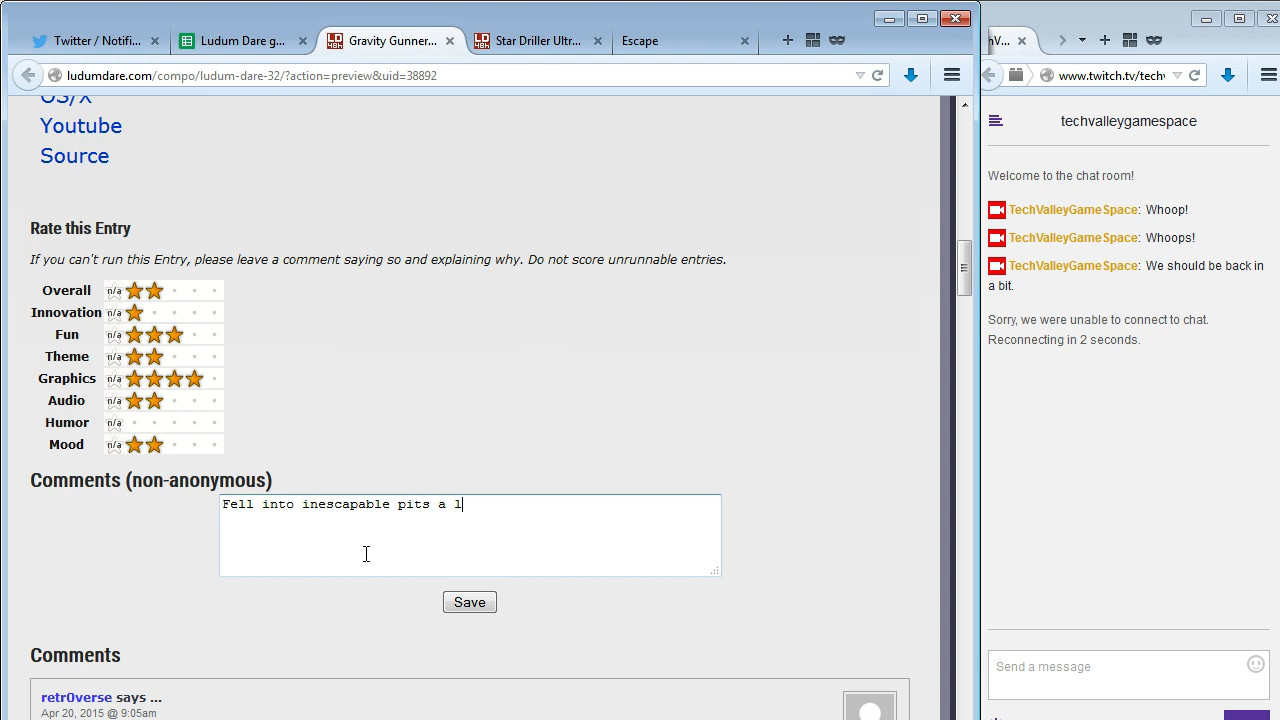 Twitter / Notifi...
Ludum Dare g...
Gravity Gunner...
Star Driller Ultr...
Escape
ludumdare.com/compo/ludum-dare-32/?action=preview&uid=38892
www.twitch.tv/techv
OS/X
Youtube
Source
Rate this Entry
If you can't run this Entry, please leave a comment saying so and explaining why. Do not score unrunnable entries.
Overall n/a
Innovation n/a
Fun n/a
Theme n/a
Graphics n/a
Audio n/a
Humor n/a
Mood n/a
Comments (non-anonymous)
Fell into inescapable pits a l
Save
Comments
retr0verse says ...
Apr 20, 2015 @ 9:05am
techvalleygamespace
Welcome to the chat room!
TechValleyGameSpace: Whoop!
TechValleyGameSpace: Whoops!
TechValleyGameSpace: We should be back in
a bit.
Sorry, we were unable to connect to chat.
Reconnecting in 2 seconds.
Send a message